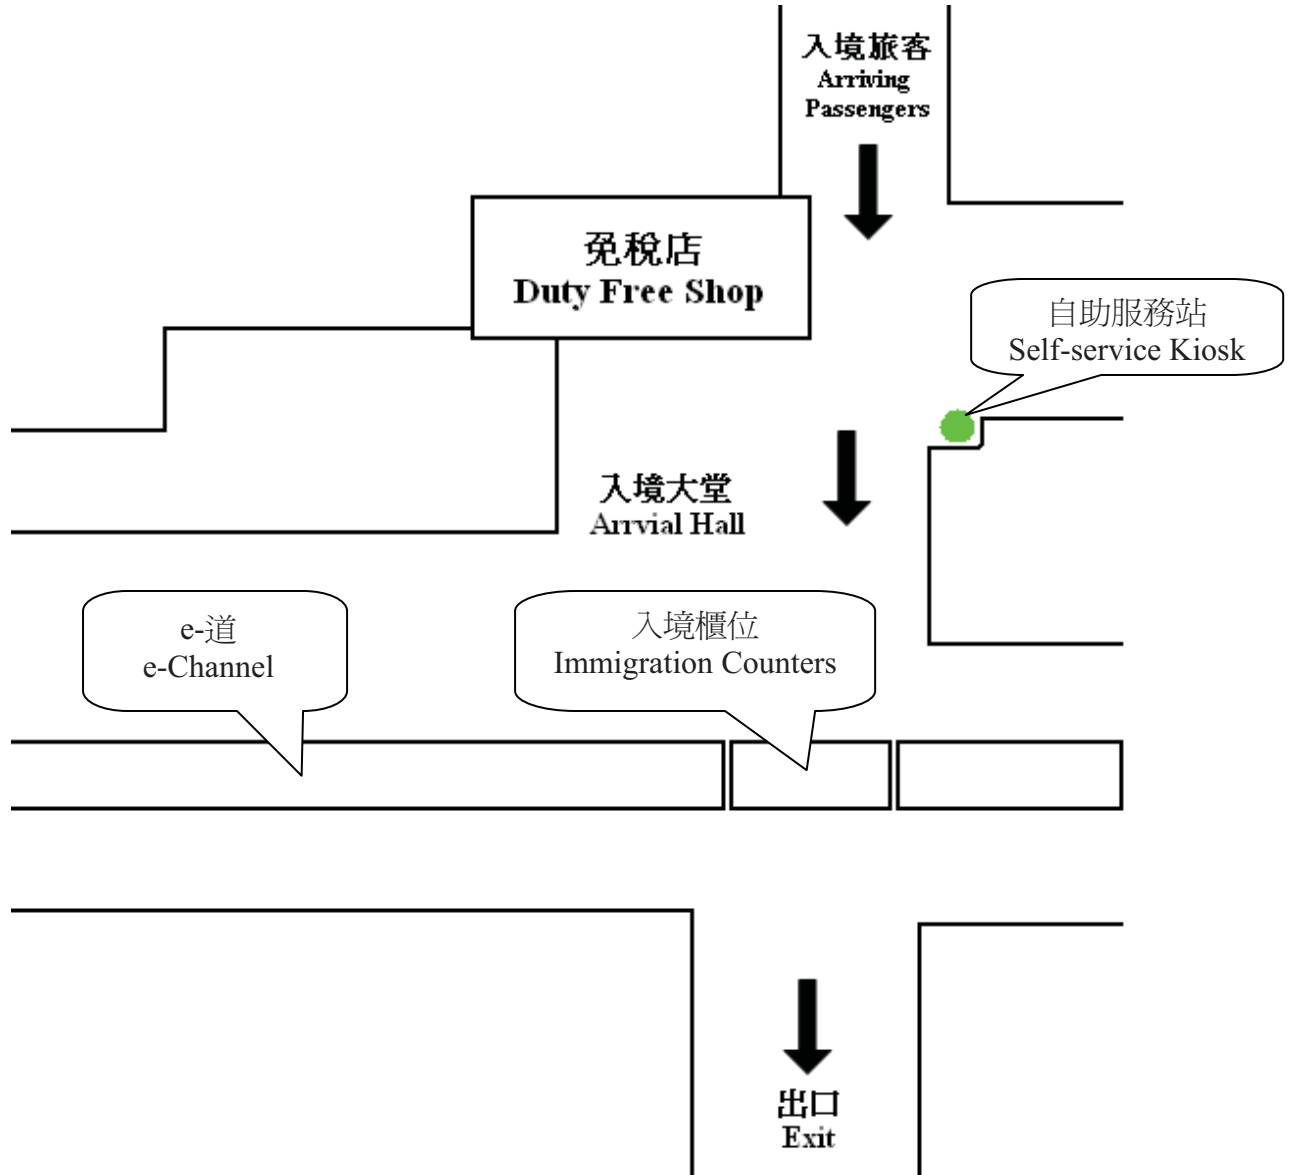 入境旅客
Arriving
Passengers
免稅店
Duty Free Shop
自助服務站
Self-service Kiosk
入境大堂
Arrvial Hall
e-道
e-Channel
入境櫃位
Immigration Counters
出口
Exit